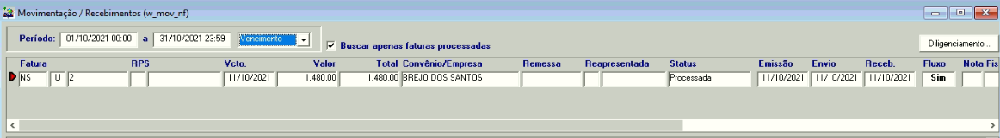 Movimentação / Recebimentos (w_mov_nf)
Período: 01/10/2021 00:00 a 31/10/2021 23:59 Vencimento Buscar apenas faturas processadas Diligenciamento...
Fatura RPS Vcto. Valor Total Convênio/Empresa Remessa Reapresentada Status Emissão Envio Receb. Fluxo Nota Fis
NS U 2 11/10/2021 1.480,00 1.480,00 BREJO DOS SANTOS Processada 11/10/2021 11/10/2021 11/10/2021 Sim